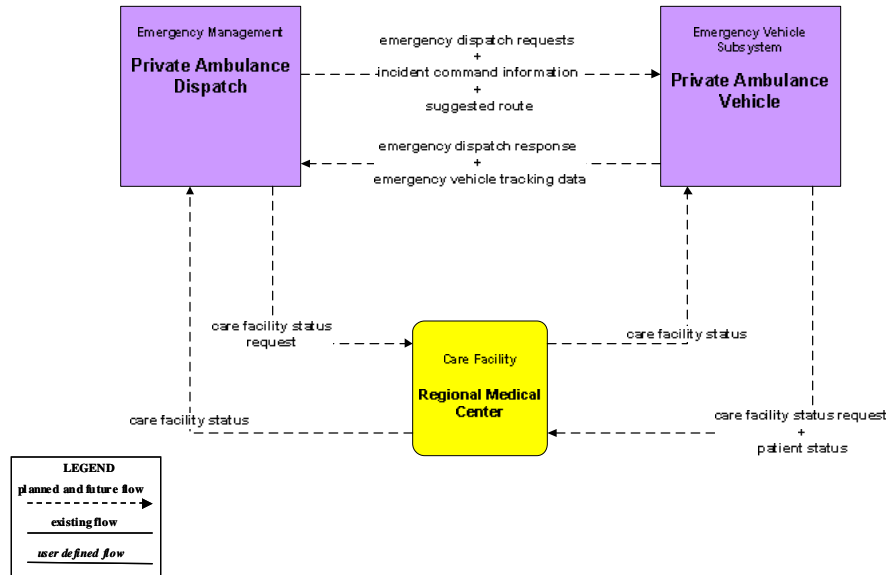 Emergency Management
Private Ambulance
Dispatch
emergency dispatch requests
+
incident command information
+
suggested route
Emergency Vehicle
Subsystem
Private Ambulance
Vehicle
emergency dispatch response
+
emergency vehicle tracking data
care facility status
request
care facility status
Care Facility
Regional Medical
Center
care facility status
care facility status request
+
patient status
LEGEND
planned and future flow
existing flow
user defined flow